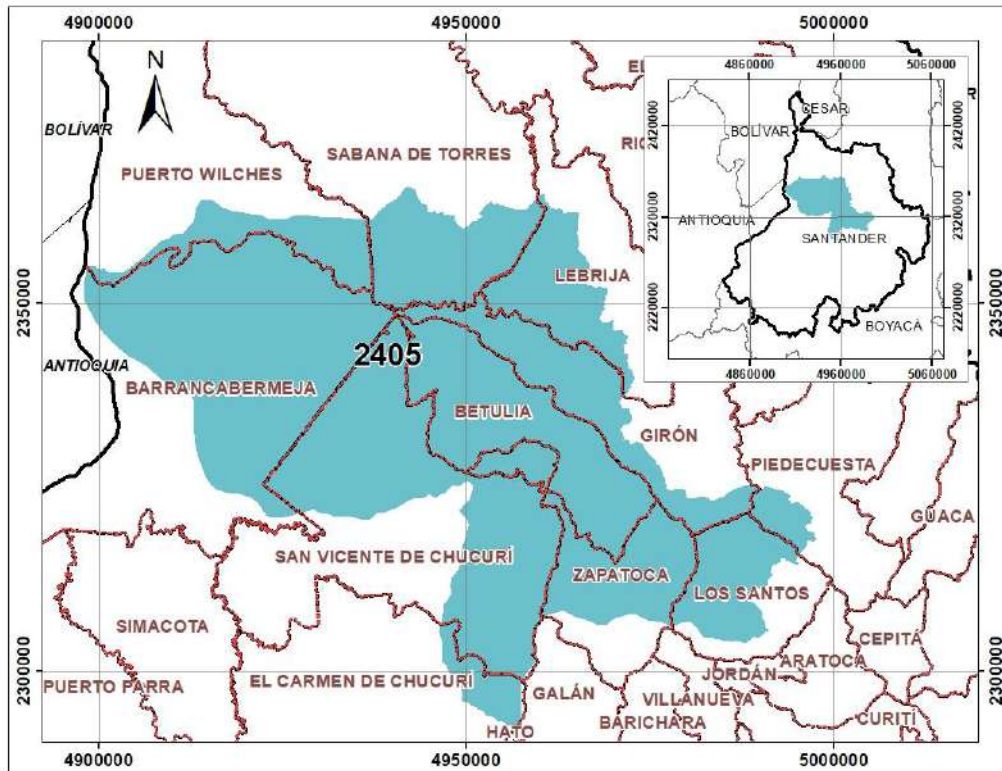 4900000 4950000 5000000
N
BOLÍVAR
SABANA DE TORRES
PUERTO WILCHES
EL
RIO
4860000 4960000 5060000
CESAR
BOLÍVAR
ANTIOQUIA
SANTANDER
BOYACÁ
2420000 2420000
2320000 2320000
2220000 2220000
4860000 4960000 5060000
LEBRIJA
2350000 2350000
2405
ANTIOQUIA
BARRANCABERMEJA
BETULIA
GIRÓN
PIEDECUESTA
GUACA
SAN VICENTE DE CHUCURÍ
ZAPATOCA
LOS SANTOS
SIMACOTA
CEPITÁ
ARATOCA
JORDÁN
2300000 2300000
PUERTO PARRA
EL CARMEN DE CHUCURÍ
GALÁN
VILLANUEVA
BARICHARA
CURITÍ
HATO
4900000 4950000 5000000